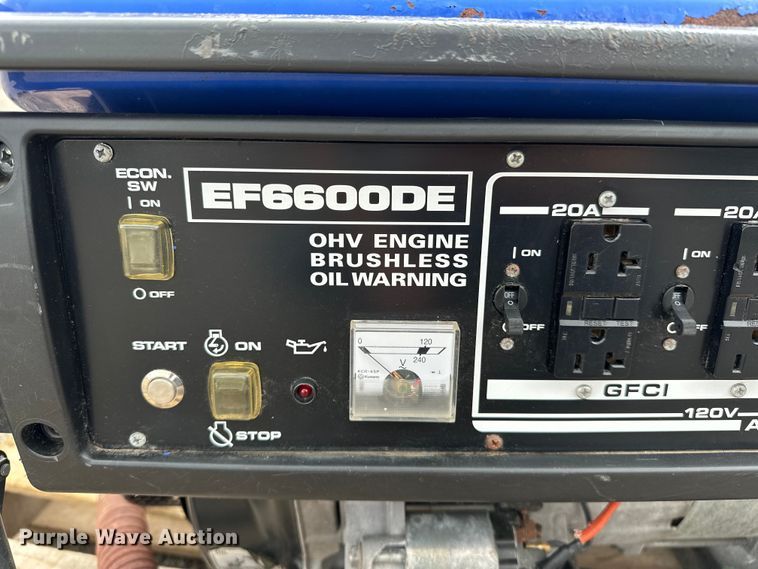 ECON.
SW
| ON
O OFF
EF6600DE
OHV ENGINE
BRUSHLESS
OIL WARNING
START
ON
STOP
0 120
240
V
20A
| ON
OFF
O OFF
RESET TEST
GFCI
20A
ON
OFF
120V
A
Purple Wave Auction